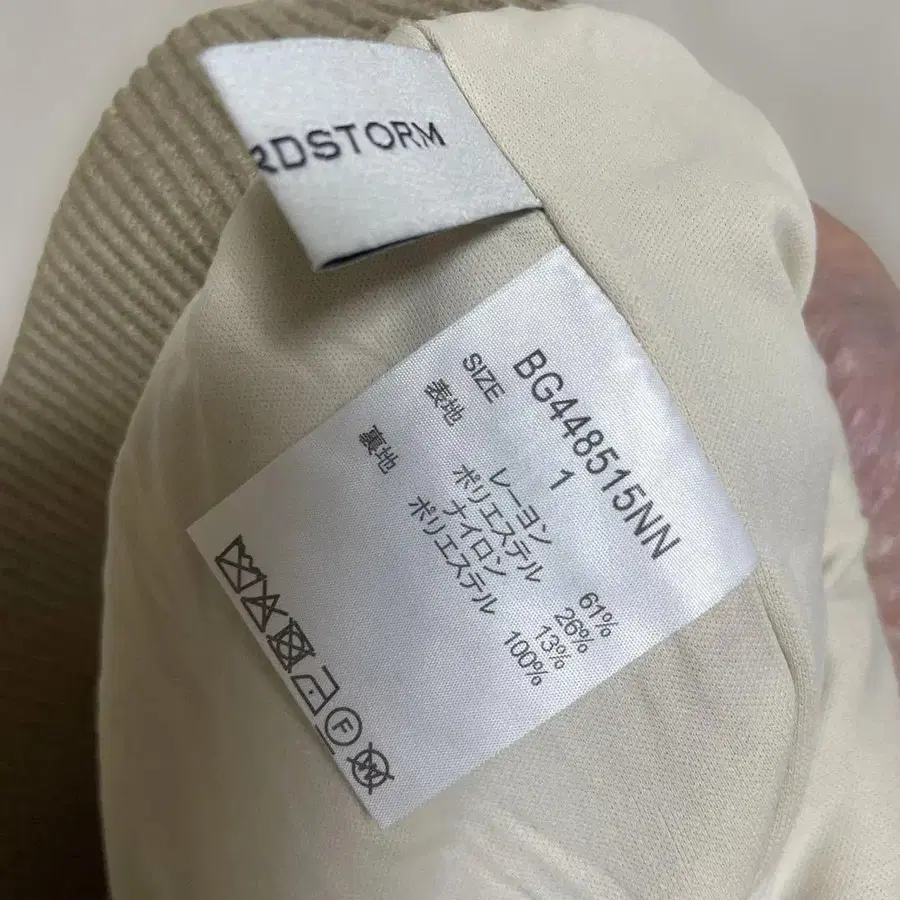 RDSTORM
BG448515NN
SIZE 1
表地 レーヨン 61%
ポリエステル 26%
ナイロン 13%
裏地 ポリエステル 100%
F
W